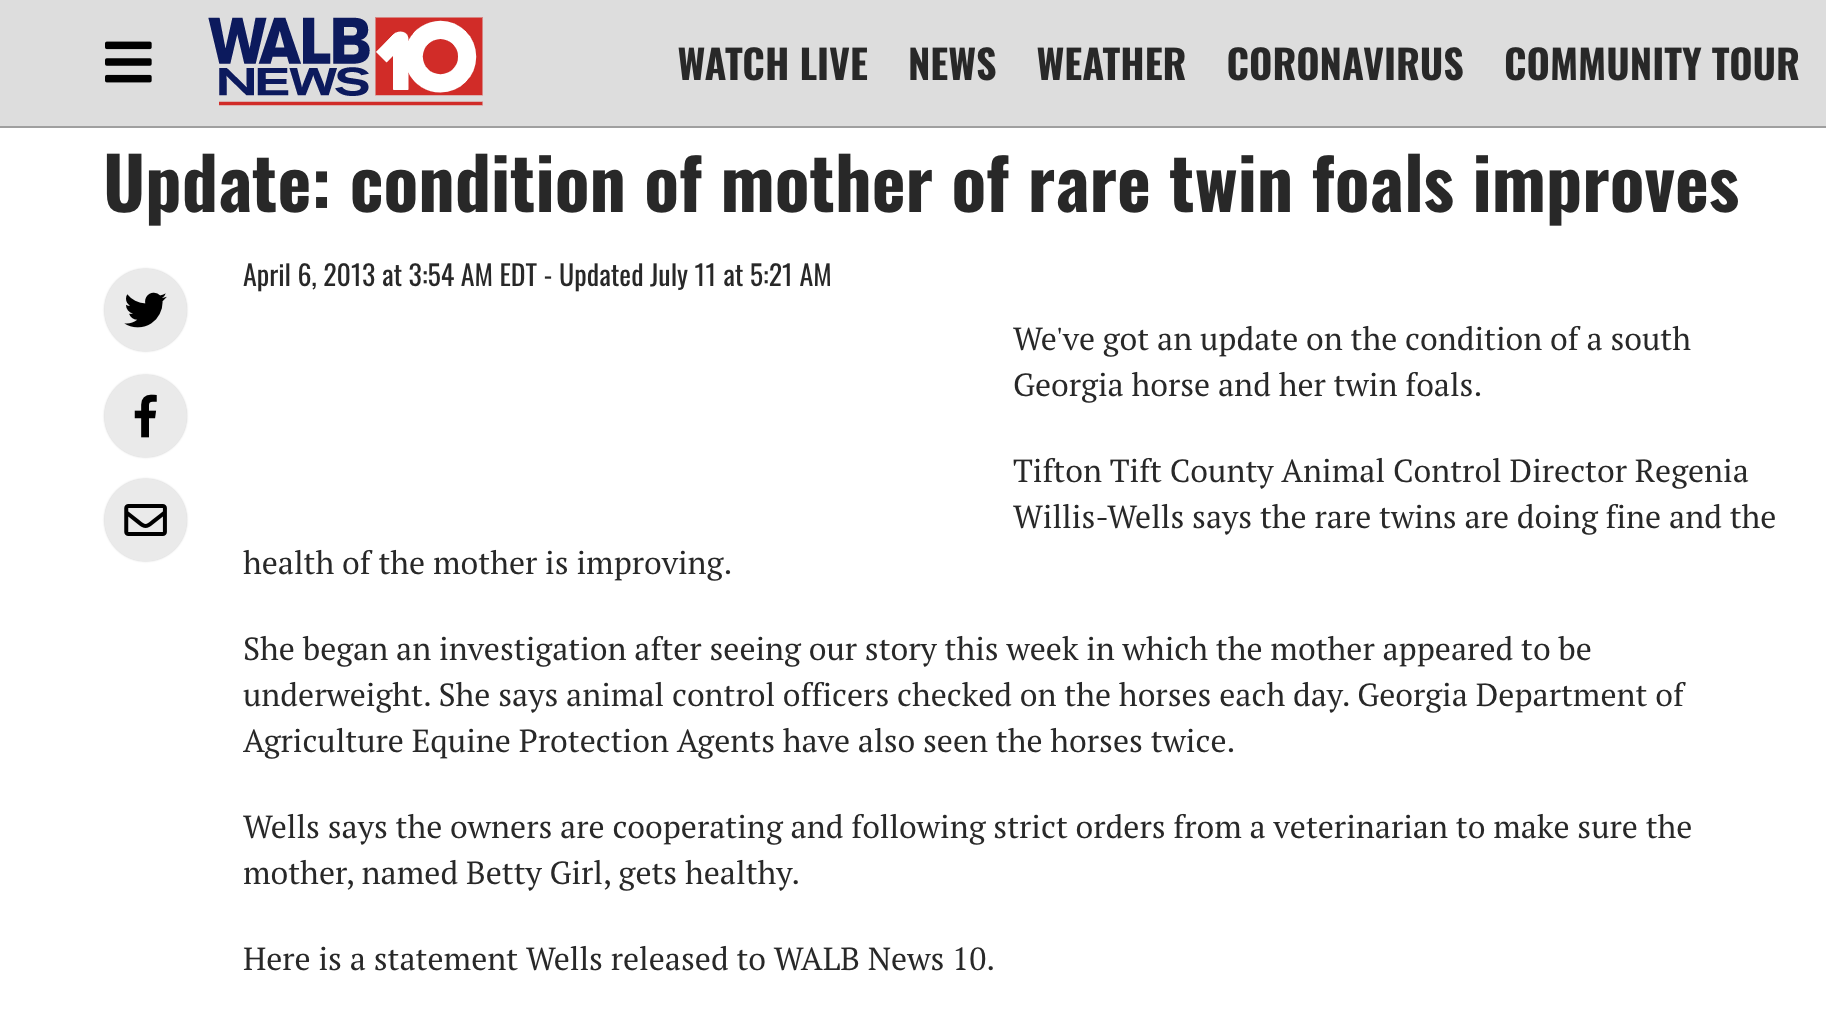 WALB
NEWS 10
WATCH LIVE NEWS WEATHER CORONAVIRUS COMMUNITY TOUR
Update: condition of mother of rare twin foals improves
April 6, 2013 at 3:54 AM EDT - Updated July 11 at 5:21 AM
We've got an update on the condition of a south
Georgia horse and her twin foals.
Tifton Tift County Animal Control Director Regenia
Willis-Wells says the rare twins are doing fine and the
health of the mother is improving.
She began an investigation after seeing our story this week in which the mother appeared to be
underweight. She says animal control officers checked on the horses each day. Georgia Department of
Agriculture Equine Protection Agents have also seen the horses twice.
Wells says the owners are cooperating and following strict orders from a veterinarian to make sure the
mother, named Betty Girl, gets healthy.
Here is a statement Wells released to WALB News 10.